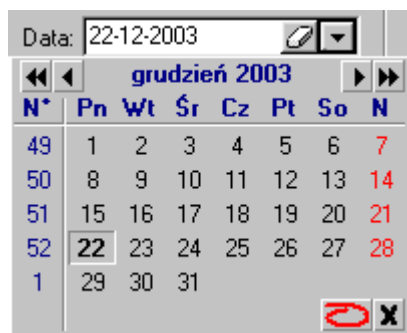 Data: 22-12-2003
grudzień 2003
N° Pn Wt Śr Cz Pt So N
49 1 2 3 4 5 6 7
50 8 9 10 11 12 13 14
51 15 16 17 18 19 20 21
52 22 23 24 25 26 27 28
1 29 30 31
X